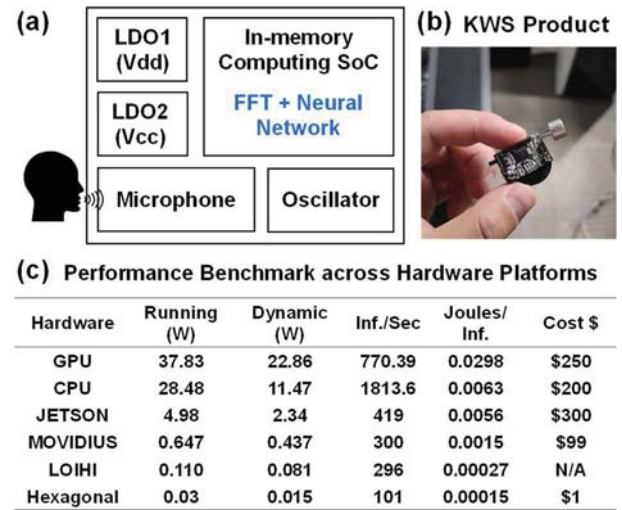 (a)
LDO1
(Vdd)
LDO2
(Vcc)
In-memory
Computing SoC
FFT + Neural
Network
Microphone
Oscillator
(b) KWS Product
(c) Performance Benchmark across Hardware Platforms
Hardware Running (W) Dynamic (W) Inf./Sec Joules/ Inf. Cost $
GPU 37.83 22.86 770.39 0.0298 $250
CPU 28.48 11.47 1813.6 0.0063 $200
JETSON 4.98 2.34 419 0.0056 $300
MOVIDIUS 0.647 0.437 300 0.0015 $99
LOIHI 0.110 0.081 296 0.00027 N/A
Hexagonal 0.03 0.015 101 0.00015 $1